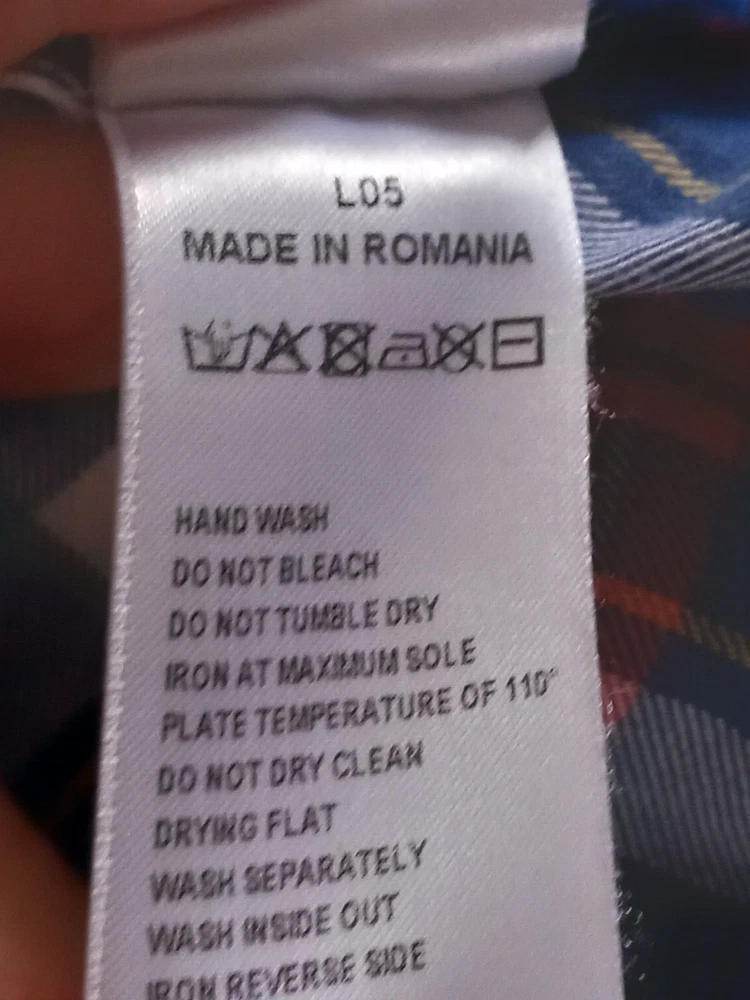 L05
MADE IN ROMANIA
HAND WASH
DO NOT BLEACH
DO NOT TUMBLE DRY
IRON AT MAXIMUM SOLE
PLATE TEMPERATURE OF 110°
DO NOT DRY CLEAN
DRYING FLAT
WASH SEPARATELY
WASH INSIDE OUT
IRON REVERSE SIDE